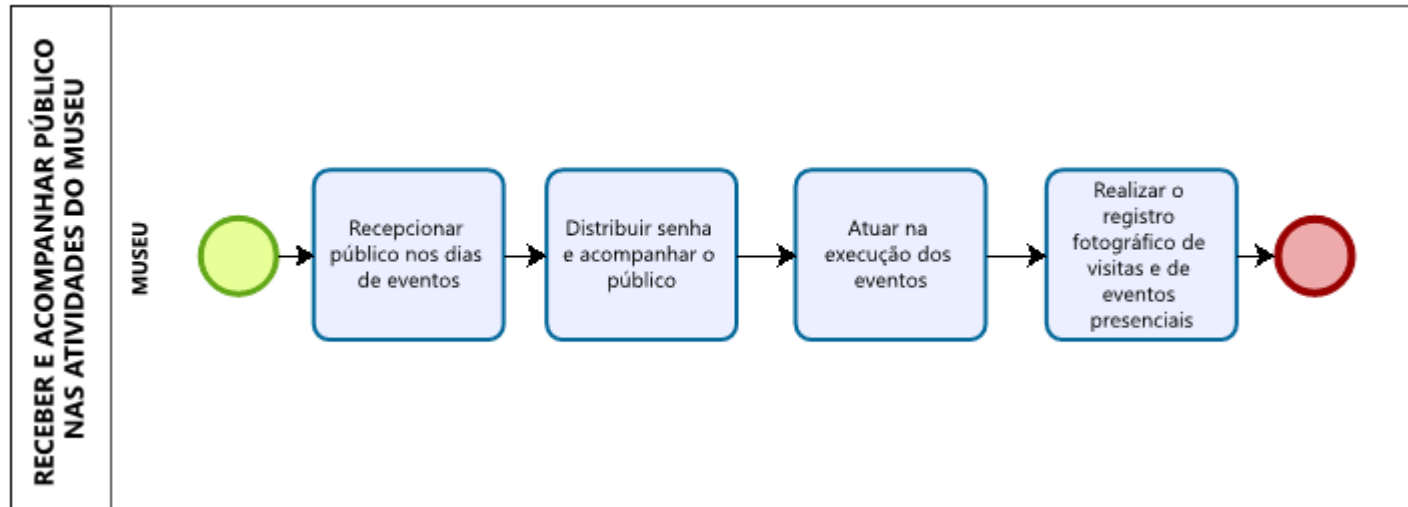 RECEBER E ACOMPANHAR PÚBLICO
NAS ATIVIDADES DO MUSEU
MUSEU
Recepcionar
público nos dias
de eventos
Distribuir senha
e acompanhar o
público
Atuar na
execução dos
eventos
Realizar o
registro
fotográfico de
visitas e de
eventos
presenciais